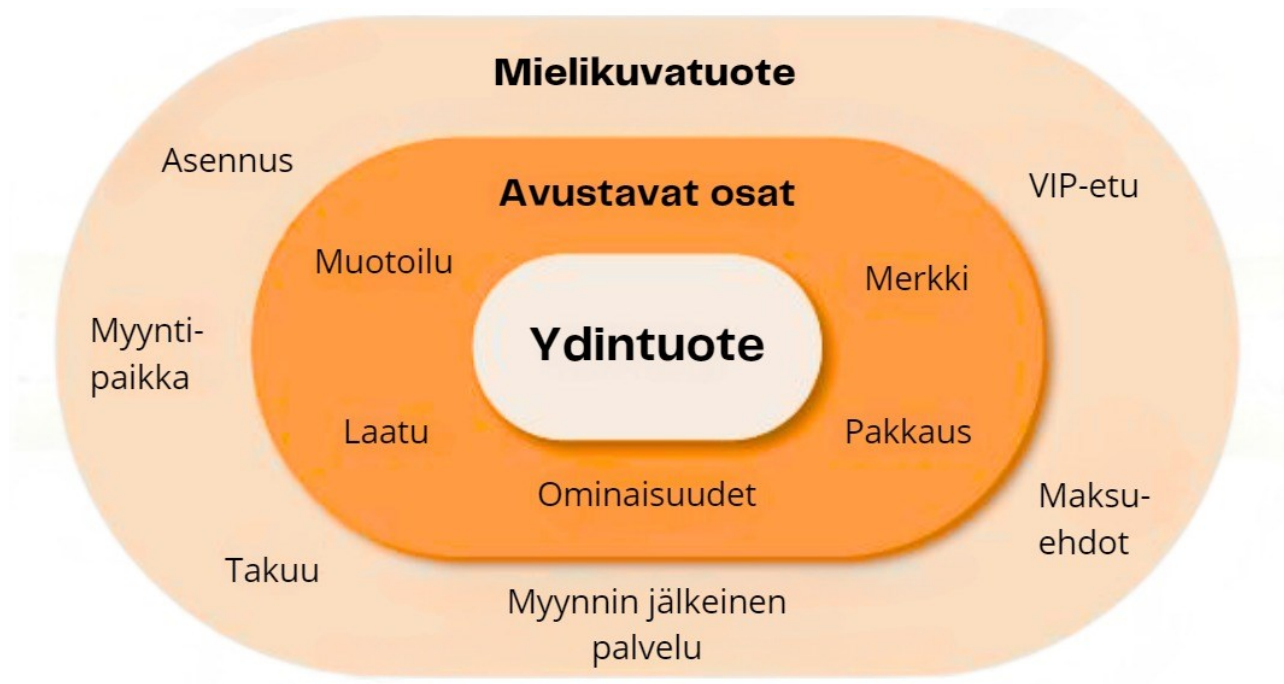 Mielikuvatuote
Asennus
VIP-etu
Avustavat osat
Muotoilu
Merkki
Myynti-
paikka
Ydintuote
Laatu
Pakkaus
Ominaisuudet
Maksu-
ehdot
Takuu
Myynnin jälkeinen
palvelu